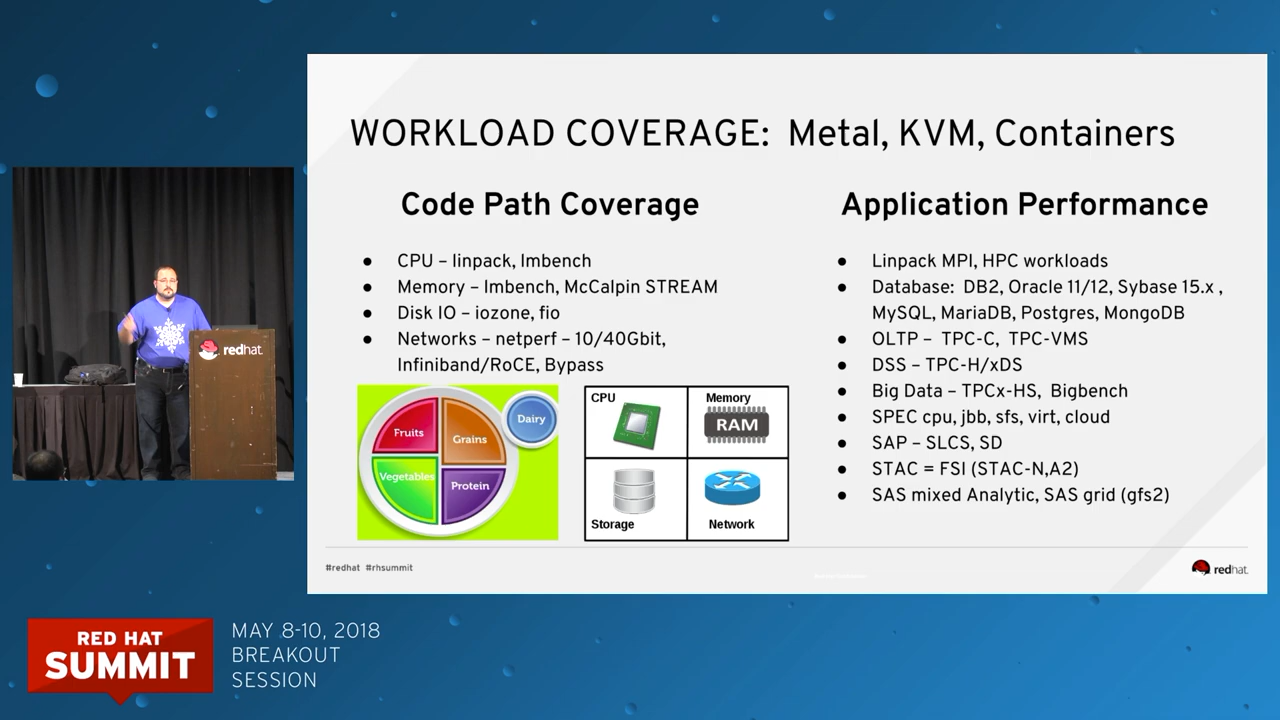 WORKLOAD COVERAGE: Metal, KVM, Containers
Code Path Coverage
● CPU – linpack, lmbench
● Memory – lmbench, McCalpin STREAM
● Disk IO – iozone, fio
● Networks – netperf – 10/40Gbit,
Infiniband/RoCE, Bypass
Fruits
Grains
Dairy
Vegetables
Protein
CPU
Memory
RAM
Storage
Network
Application Performance
● Linpack MPI, HPC workloads
● Database: DB2, Oracle 11/12, Sybase 15.x ,
MySQL, MariaDB, Postgres, MongoDB
● OLTP – TPC-C, TPC-VMS
● DSS – TPC-H/xDS
● Big Data – TPCx-HS, Bigbench
● SPEC cpu, jbb, sfs, virt, cloud
● SAP – SLCS, SD
● STAC = FSI (STAC-N,A2)
● SAS mixed Analytic, SAS grid (gfs2)
#redhat #rhsummit
redhat.
redhat.
RED HAT
SUMMIT
MAY 8-10, 2018
BREAKOUT
SESSION